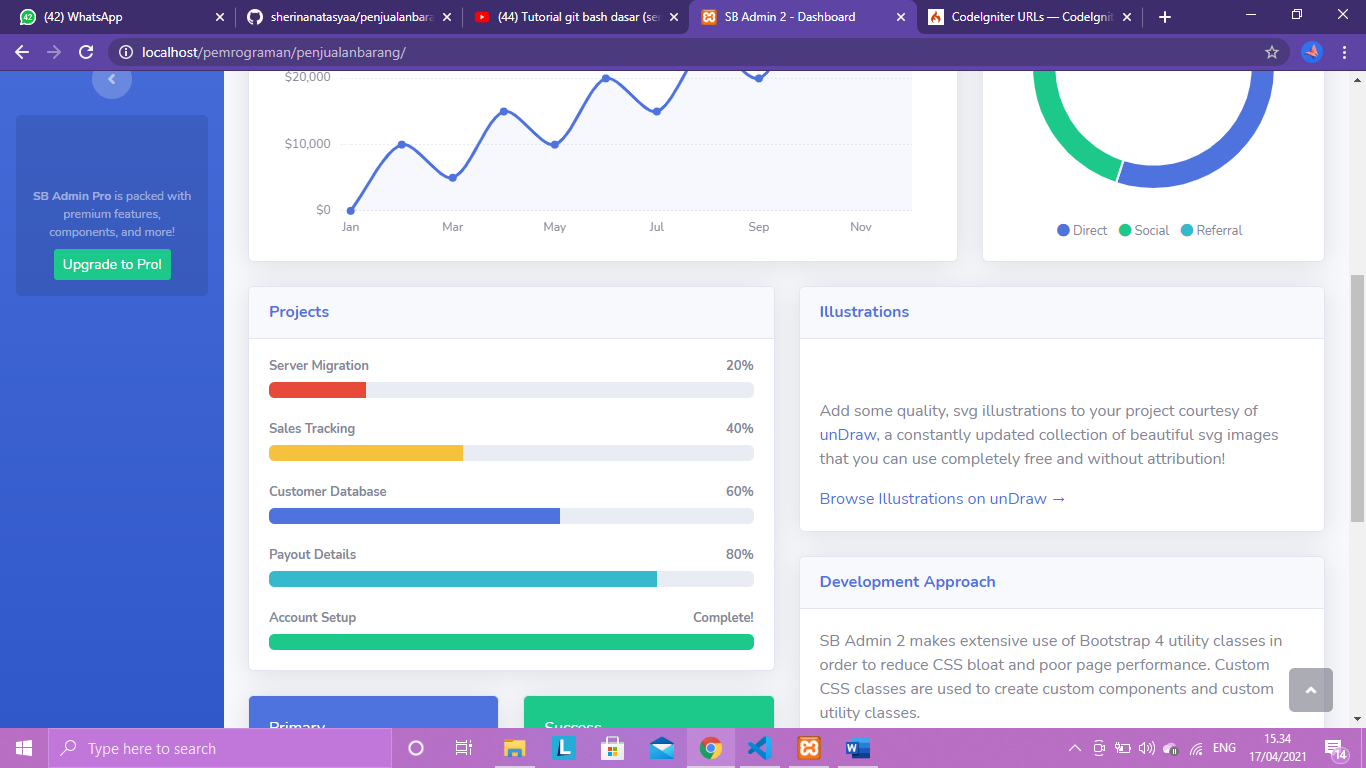 (42) WhatsApp
sherinanatasyaa/penjualanbara
(44) Tutorial git bash dasar (se
SB Admin 2 - Dashboard
CodeIgniter URLs — CodeIgnit
localhost/pemrograman/penjualanbarang/
SB Admin Pro is packed with
premium features,
components, and more!
Upgrade to Pro!
$20,000
$10,000
$0
Jan Mar May Jul Sep Nov
Direct Social Referral
Projects
Server Migration 20%
Sales Tracking 40%
Customer Database 60%
Payout Details 80%
Account Setup Complete!
Illustrations
Add some quality, svg illustrations to your project courtesy of
unDraw, a constantly updated collection of beautiful svg images
that you can use completely free and without attribution!
Browse Illustrations on unDraw →
Development Approach
SB Admin 2 makes extensive use of Bootstrap 4 utility classes in
order to reduce CSS bloat and poor page performance. Custom
CSS classes are used to create custom components and custom
utility classes.
Primary
Success
Type here to search
ENG
15.34
17/04/2021
14